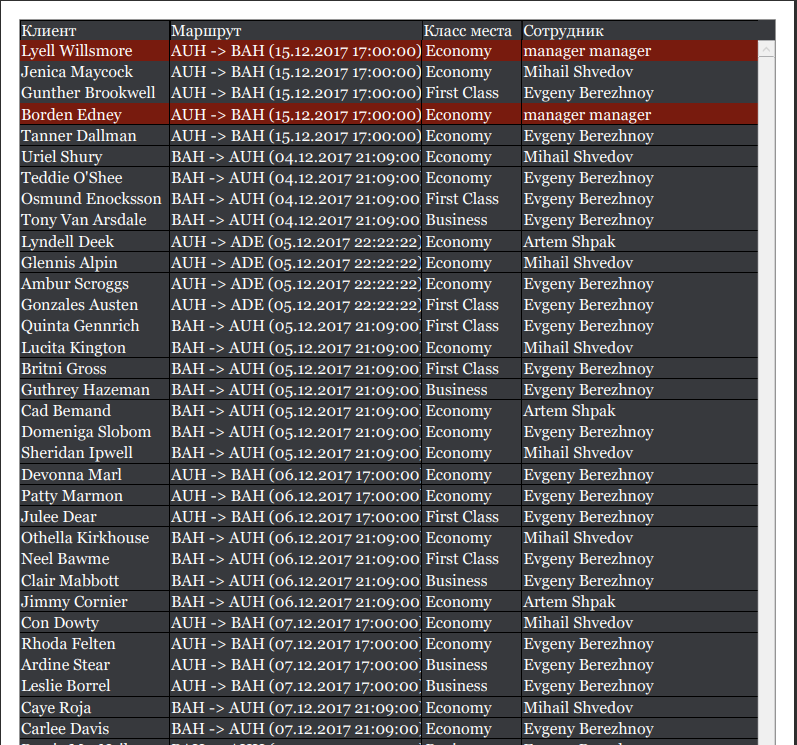 Клиент Маршрут Класс места Сотрудник
Lyell Willsmore AUH -> BAH (15.12.2017 17:00:00) Economy manager manager
Jenica Maycock AUH -> BAH (15.12.2017 17:00:00) Economy Mihail Shvedov
Gunther Brookwell AUH -> BAH (15.12.2017 17:00:00) First Class Evgeny Berezhnoy
Borden Edney AUH -> BAH (15.12.2017 17:00:00) Economy manager manager
Tanner Dallman AUH -> BAH (15.12.2017 17:00:00) Economy Evgeny Berezhnoy
Uriel Shury BAH -> AUH (04.12.2017 21:09:00 Economy Mihail Shvedov
Teddie O'Shee BAH -> AUH (04.12.2017 21:09:00 Economy Evgeny Berezhnoy
Osmund Enocksson BAH -> AUH (04.12.2017 21:09:00 First Class Evgeny Berezhnoy
Tony Van Arsdale BAH -> AUH (04.12.2017 21:09:00 Business Evgeny Berezhnoy
Lyndell Deek AUH -> ADE (05.12.2017 22:22:22) Economy Artem Shpak
Glennis Alpin AUH -> ADE (05.12.2017 22:22:22) Economy Mihail Shvedov
Ambur Scroggs AUH -> ADE (05.12.2017 22:22:22) Economy Evgeny Berezhnoy
Gonzales Austen AUH -> ADE (05.12.2017 22:22:22) First Class Evgeny Berezhnoy
Quinta Gennrich BAH -> AUH (05.12.2017 21:09:00 First Class Evgeny Berezhnoy
Lucita Kington BAH -> AUH (05.12.2017 21:09:00 Economy Mihail Shvedov
Britni Gross BAH -> AUH (05.12.2017 21:09:00 First Class Evgeny Berezhnoy
Guthrey Hazeman BAH -> AUH (05.12.2017 21:09:00 Business Evgeny Berezhnoy
Cad Bemand BAH -> AUH (05.12.2017 21:09:00 Economy Artem Shpak
Domeniga Slobom BAH -> AUH (05.12.2017 21:09:00 Economy Evgeny Berezhnoy
Sheridan Ipwell BAH -> AUH (05.12.2017 21:09:00 Economy Mihail Shvedov
Devonna Marl AUH -> BAH (06.12.2017 17:00:00 Economy Evgeny Berezhnoy
Patty Marmon AUH -> BAH (06.12.2017 17:00:00 Economy Evgeny Berezhnoy
Julee Dear AUH -> BAH (06.12.2017 17:00:00 First Class Evgeny Berezhnoy
Othella Kirkhouse BAH -> AUH (06.12.2017 21:09:00 Economy Mihail Shvedov
Neel Bawme BAH -> AUH (06.12.2017 21:09:00 First Class Evgeny Berezhnoy
Clair Mabbott BAH -> AUH (06.12.2017 21:09:00 Business Evgeny Berezhnoy
Jimmy Cornier BAH -> AUH (06.12.2017 21:09:00 Economy Artem Shpak
Con Dowty AUH -> BAH (07.12.2017 17:00:00 Economy Mihail Shvedov
Rhoda Felten AUH -> BAH (07.12.2017 17:00:00 Economy Evgeny Berezhnoy
Ardine Stear AUH -> BAH (07.12.2017 17:00:00 Business Evgeny Berezhnoy
Leslie Borrel AUH -> BAH (07.12.2017 17:00:00 Business Evgeny Berezhnoy
Caye Roja BAH -> AUH (07.12.2017 21:09:00 Economy Mihail Shvedov
Carlee Davis BAH -> AUH (07.12.2017 21:09:00 Economy Evgeny Berezhnoy